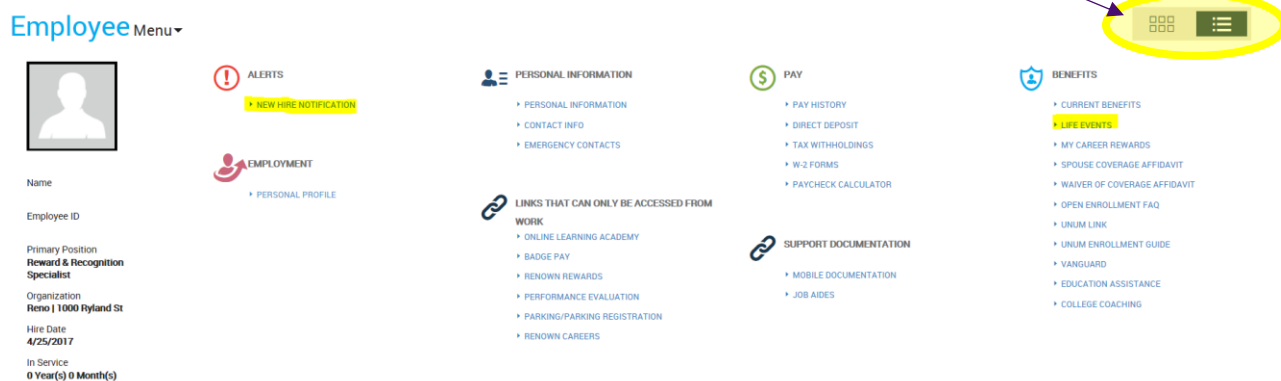 Employee Menu
Name
Employee ID
Primary Position
Reward & Recognition
Specialist
Organization
Reno | 1000 Ryland St
Hire Date
4/25/2017
In Service
0 Year(s) 0 Month(s)
ALERTS
NEW HIRE NOTIFICATION
EMPLOYMENT
PERSONAL PROFILE
PERSONAL INFORMATION
PERSONAL INFORMATION
CONTACT INFO
EMERGENCY CONTACTS
LINKS THAT CAN ONLY BE ACCESSED FROM
WORK
ONLINE LEARNING ACADEMY
BADGE PAY
RENOWN REWARDS
PERFORMANCE EVALUATION
PARKING/PARKING REGISTRATION
RENOWN CAREERS
PAY
PAY HISTORY
DIRECT DEPOSIT
TAX WITHHOLDINGS
W-2 FORMS
PAYCHECK CALCULATOR
SUPPORT DOCUMENTATION
MOBILE DOCUMENTATION
JOB AIDES
BENEFITS
CURRENT BENEFITS
LIFE EVENTS
MY CAREER REWARDS
SPOUSE COVERAGE AFFIDAVIT
WAIVER OF COVERAGE AFFIDAVIT
OPEN ENROLLMENT FAQ
UNUM LINK
UNUM ENROLLMENT GUIDE
VANGUARD
EDUCATION ASSISTANCE
COLLEGE COACHING